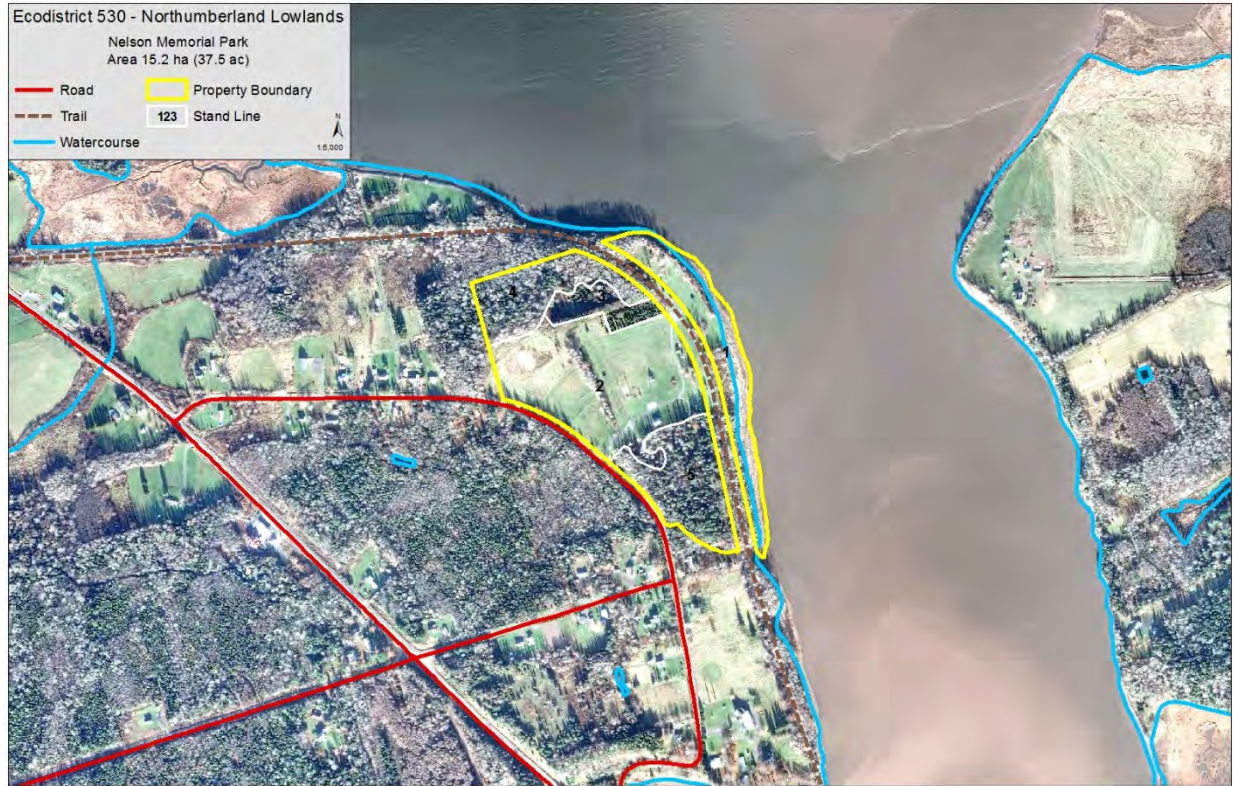 Ecodistrict 530 - Northumberland Lowlands
Nelson Memorial Park
Area 15.2 ha (37.5 ac)
Road
Property Boundary
Trail
123
Stand Line
Watercourse
N
1:5,000
4
3
1
2
5